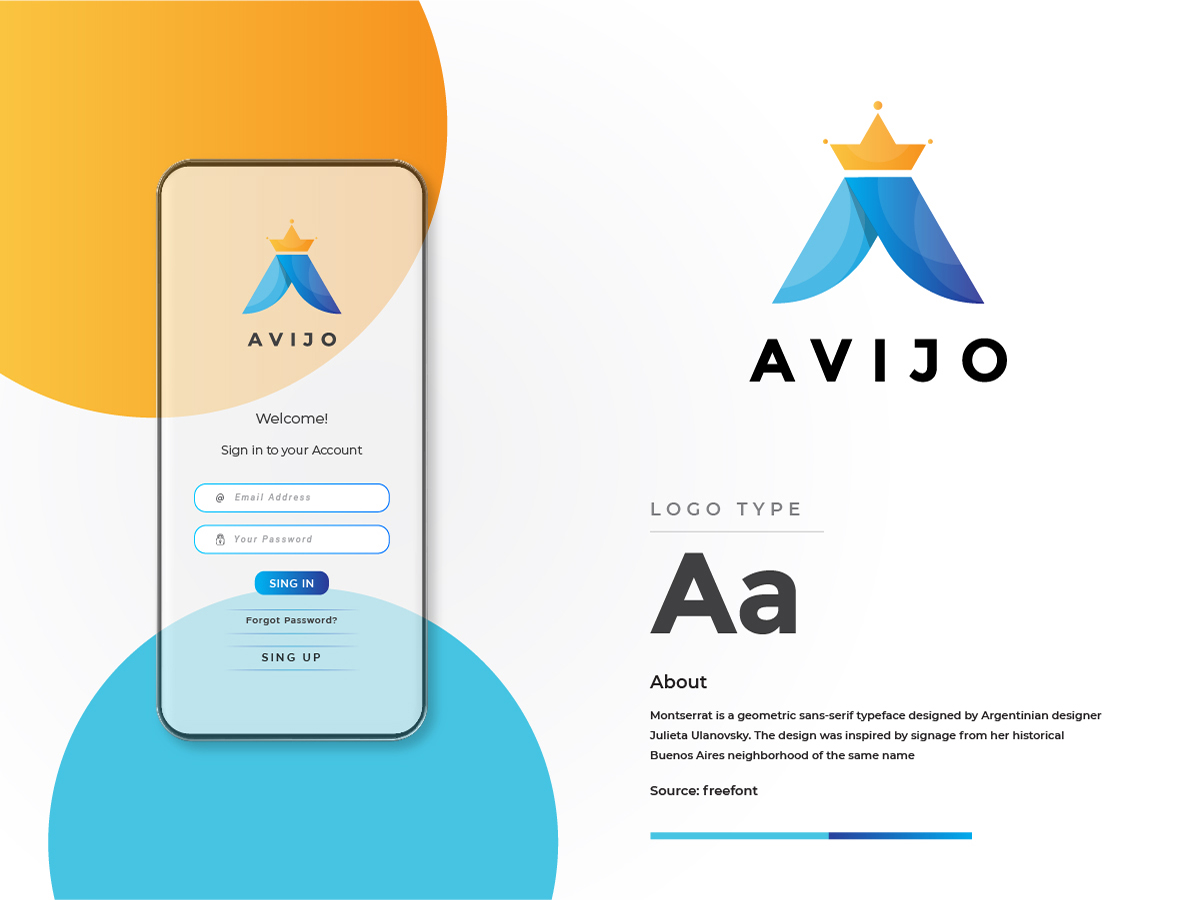 AVIJO
Welcome!
Sign in to your Account
@ Email Address
Your Password
SING IN
Forgot Password?
SING UP
AVIJO
LOGO TYPE
Aa
About
Montserrat is a geometric sans-serif typeface designed by Argentinian designer
Julieta Ulanovsky. The design was inspired by signage from her historical
Buenos Aires neighborhood of the same name
Source: freefont